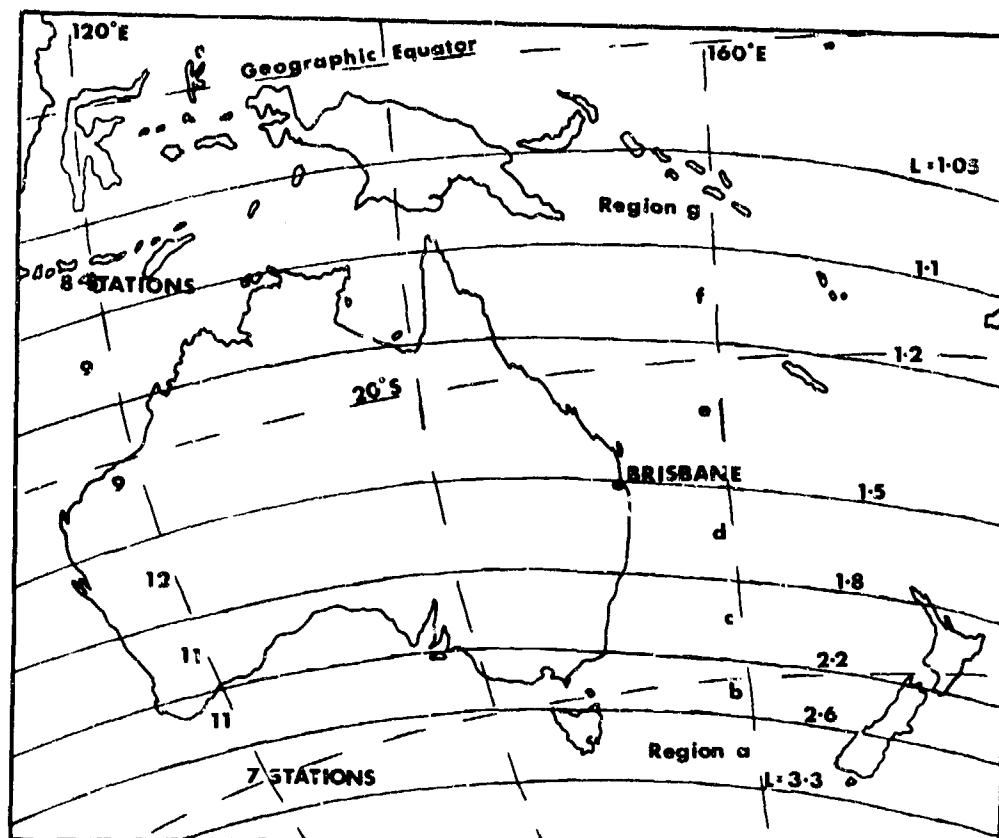 120°E
Geographic Equator
160°E
L=1·05
Region g
1·1
8 STATIONS
f
1·2
9
20°S
e
BRISBANE
9
1·5
d
12
1·8
c
11
2·2
b
11
2·6
Region a
7 STATIONS
L=3·3